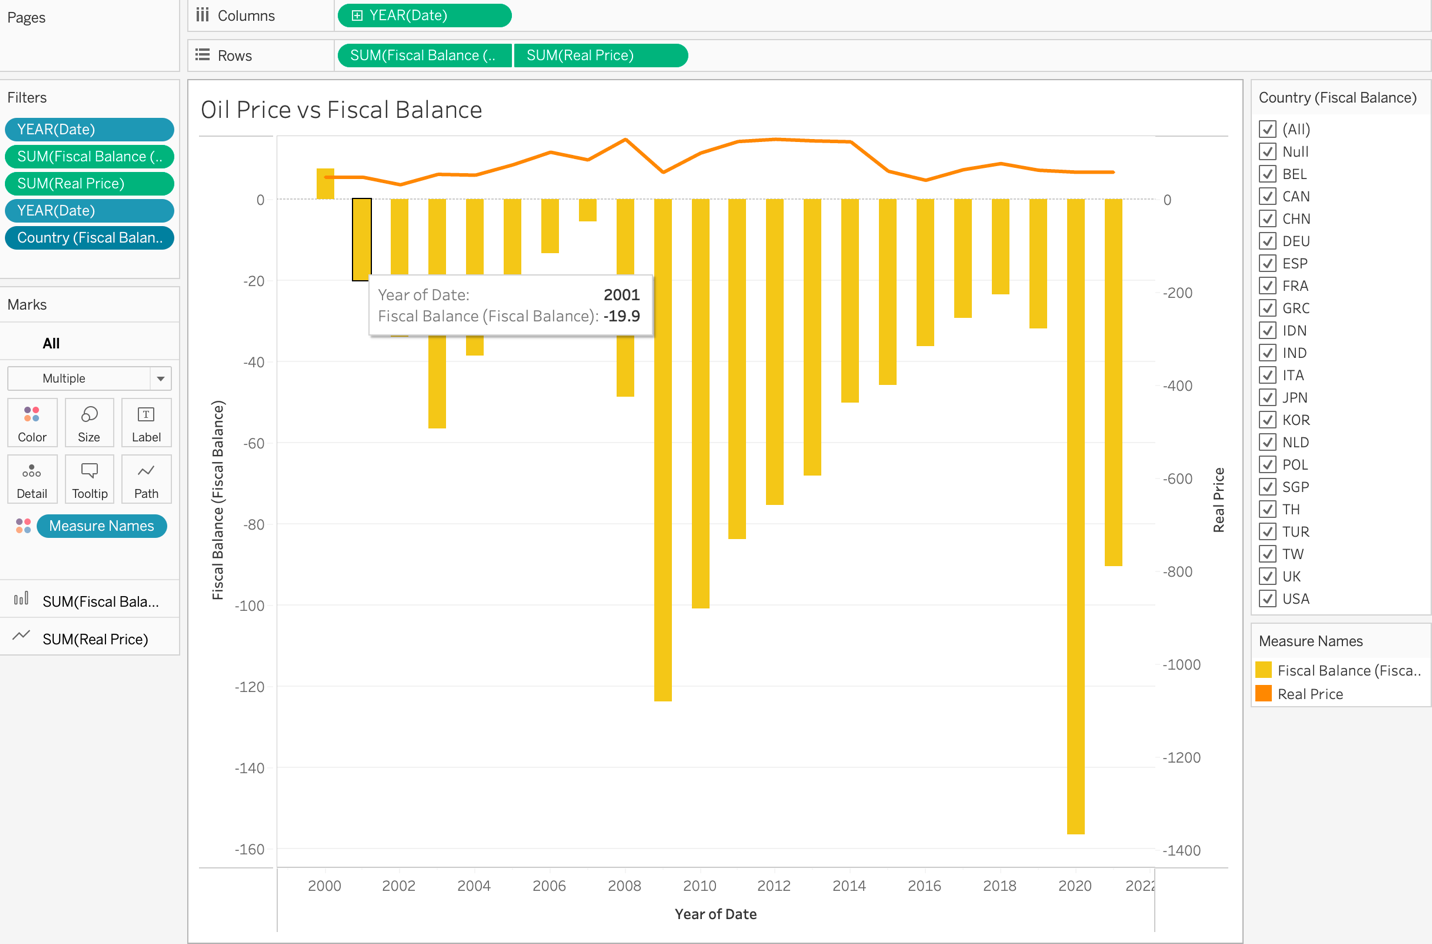 Pages
Columns
YEAR(Date)
Rows
SUM(Fiscal Balance (..
SUM(Real Price)
Filters
YEAR(Date)
SUM(Fiscal Balance (..
SUM(Real Price)
YEAR(Date)
Country (Fiscal Balan..
Marks
All
Multiple
Color
Size
Label
Detail
Tooltip
Path
Measure Names
SUM(Fiscal Bala...
SUM(Real Price)
Oil Price vs Fiscal Balance
Fiscal Balance (Fiscal Balance)
0
-20
-40
-60
-80
-100
-120
-140
-160
Year of Date: 2001
Fiscal Balance (Fiscal Balance): -19.9
0
-200
-400
-600
-800
-1000
-1200
-1400
Real Price
2000 2002 2004 2006 2008 2010 2012 2014 2016 2018 2020 2022
Year of Date
Country (Fiscal Balance)
(All)
Null
BEL
CAN
CHN
DEU
ESP
FRA
GRC
IDN
IND
ITA
JPN
KOR
NLD
POL
SGP
TH
TUR
TW
UK
USA
Measure Names
Fiscal Balance (Fisca..
Real Price